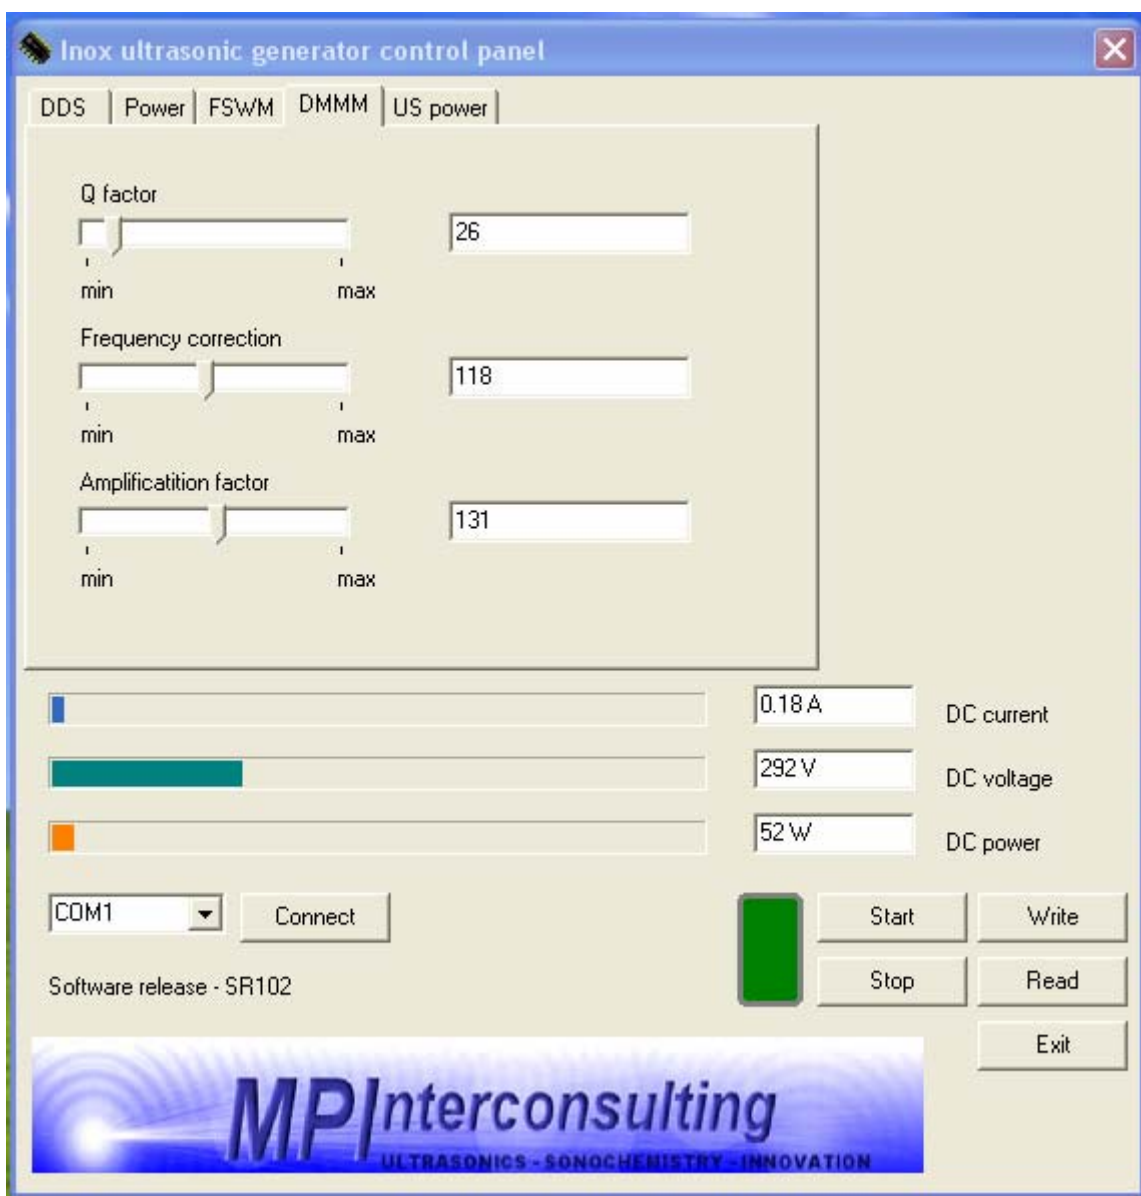 Inox ultrasonic generator control panel
DDS Power FSWM DMMM US power
Q factor
26
min max
Frequency correction
118
min max
Amplificatition factor
131
min max
0.18 A DC current
292 V DC voltage
52 W DC power
COM1 Connect Start Write
Software release - SR102 Stop Read
Exit
MPInterconsulting
ULTRASONICS - SONOCHEMISTRY - INNOVATION